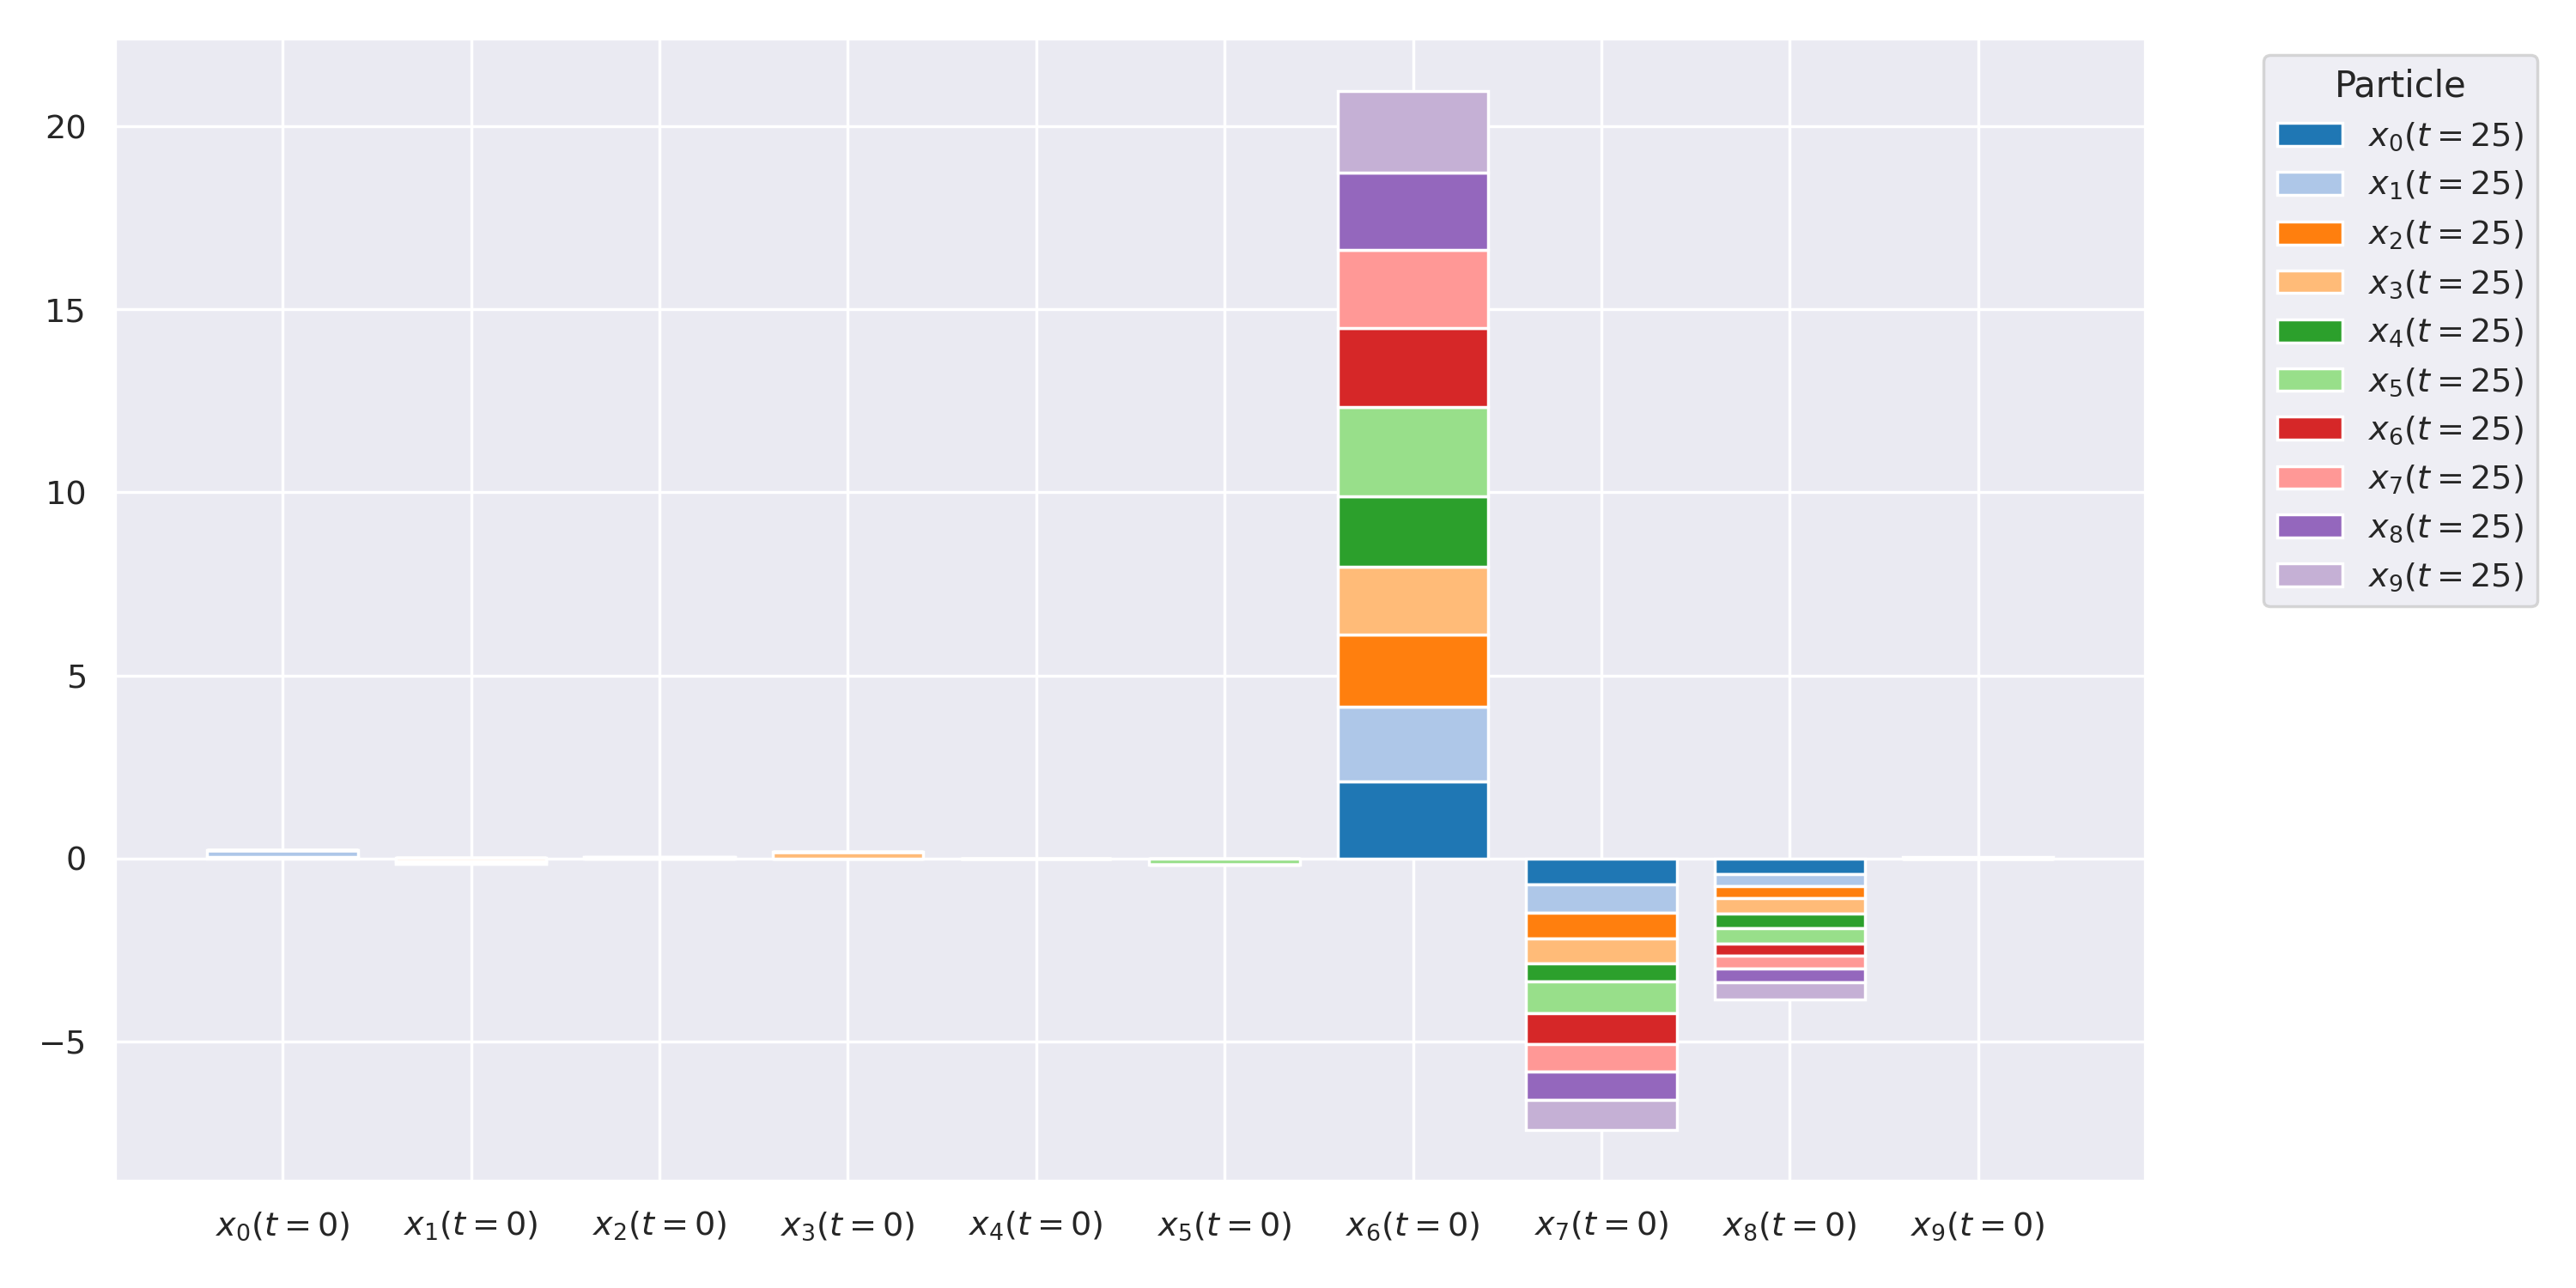 20
15
10
5
0
−5
x₀(t = 0) x₁(t = 0) x₂(t = 0) x₃(t = 0) x₄(t = 0) x₅(t = 0) x₆(t = 0) x₇(t = 0) x₈(t = 0) x₉(t = 0)
Particle
x₀(t = 25)
x₁(t = 25)
x₂(t = 25)
x₃(t = 25)
x₄(t = 25)
x₅(t = 25)
x₆(t = 25)
x₇(t = 25)
x₈(t = 25)
x₉(t = 25)